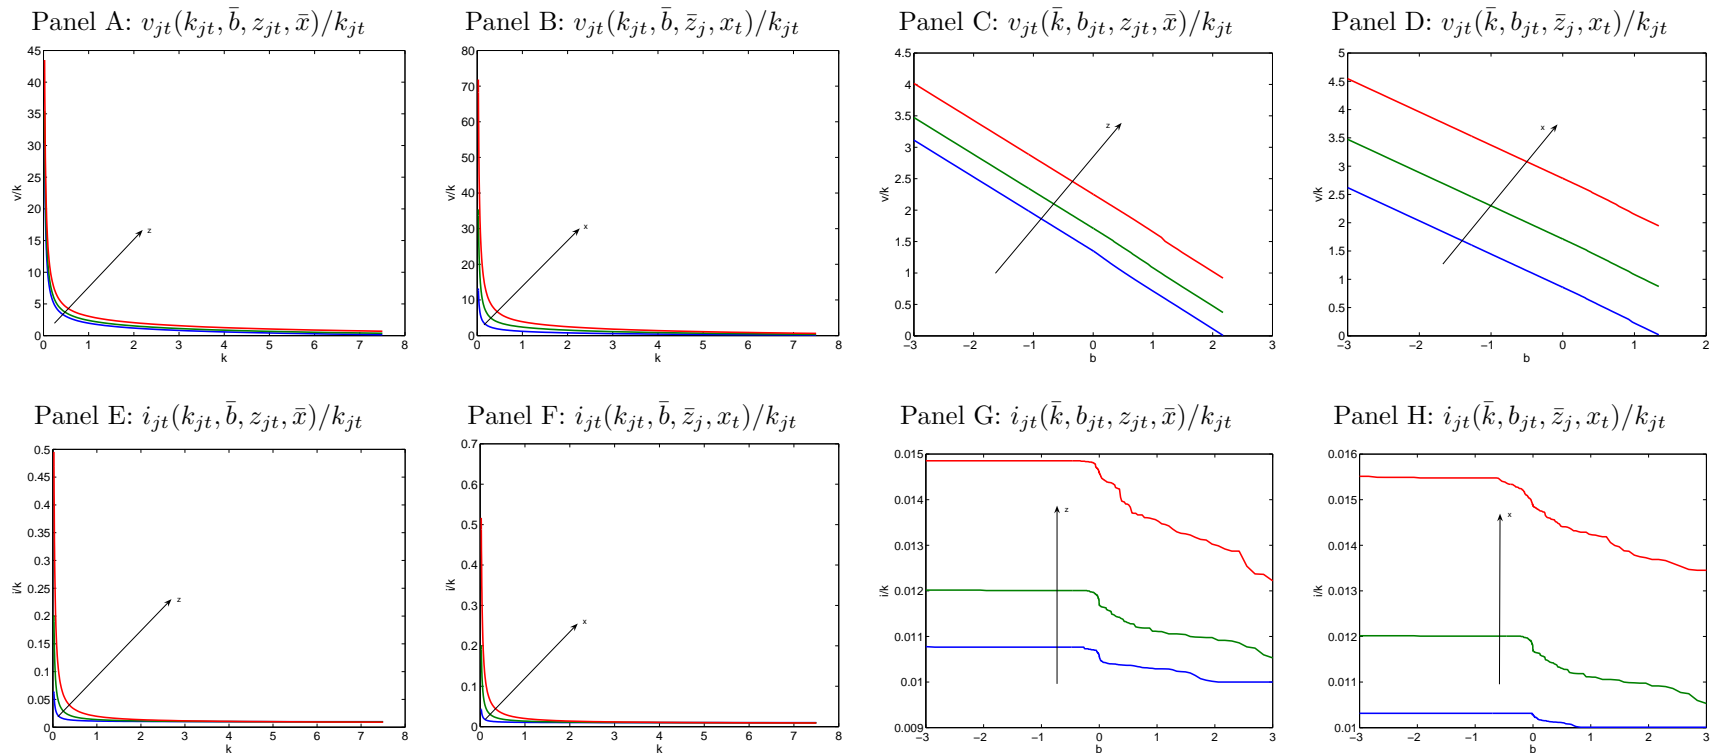 Panel A: $v_{jt}(k_{jt}, \bar{b}, z_{jt}, \bar{x})/k_{jt}$
45
40
35
30
25
20
15
10
5
0
v/k
z
0 1 2 3 4 5 6 7 8
k
Panel B: $v_{jt}(k_{jt}, \bar{b}, \bar{z}_j, x_t)/k_{jt}$
80
70
60
50
40
30
20
10
0
v/k
x
0 1 2 3 4 5 6 7 8
k
Panel C: $v_{jt}(\bar{k}, b_{jt}, z_{jt}, \bar{x})/k_{jt}$
4.5
4
3.5
3
2.5
2
1.5
1
0.5
0
v/k
z
−3 −2 −1 0 1 2 3
b
Panel D: $v_{jt}(\bar{k}, b_{jt}, \bar{z}_j, x_t)/k_{jt}$
5
4.5
4
3.5
3
2.5
2
1.5
1
0.5
0
v/k
x
−3 −2 −1 0 1 2
b
Panel E: $i_{jt}(k_{jt}, \bar{b}, z_{jt}, \bar{x})/k_{jt}$
0.5
0.45
0.4
0.35
0.3
0.25
0.2
0.15
0.1
0.05
0
i/k
z
0 1 2 3 4 5 6 7 8
k
Panel F: $i_{jt}(k_{jt}, \bar{b}, \bar{z}_j, x_t)/k_{jt}$
0.7
0.6
0.5
0.4
0.3
0.2
0.1
0
i/k
x
0 1 2 3 4 5 6 7 8
k
Panel G: $i_{jt}(\bar{k}, b_{jt}, z_{jt}, \bar{x})/k_{jt}$
0.015
0.014
0.013
0.012
0.011
0.01
0.009
i/k
z
−3 −2 −1 0 1 2 3
b
Panel H: $i_{jt}(\bar{k}, b_{jt}, \bar{z}_j, x_t)/k_{jt}$
0.016
0.015
0.014
0.013
0.012
0.011
0.01
i/k
x
−3 −2 −1 0 1 2 3
b